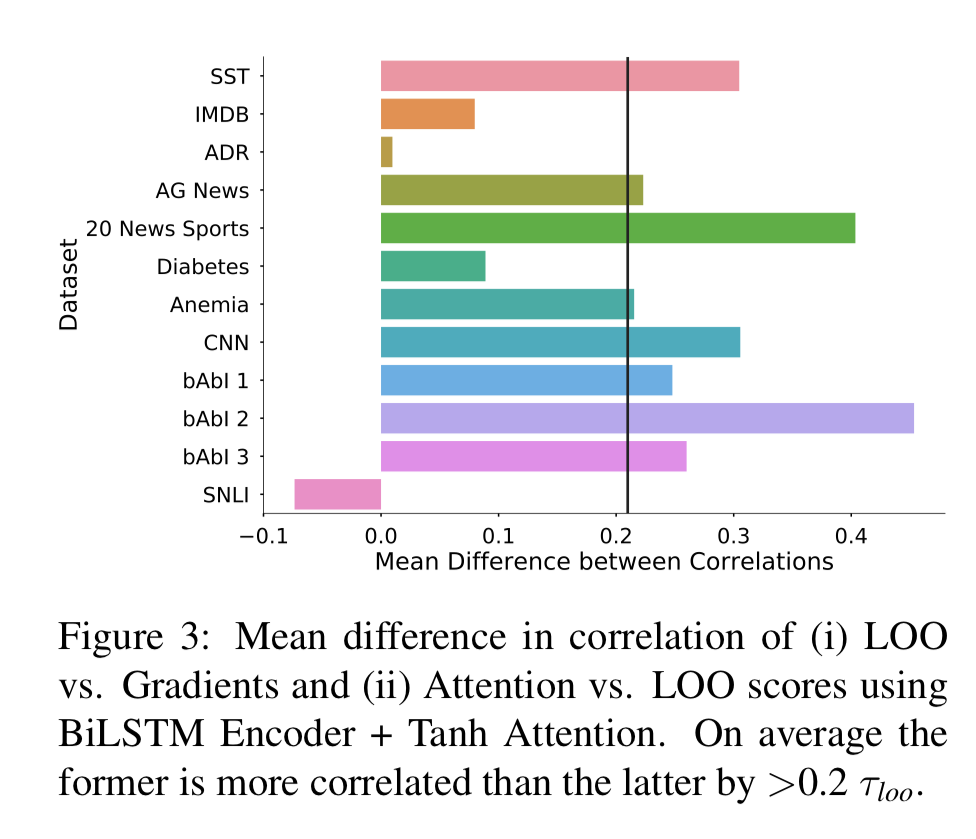 SST
IMDB
ADR
AG News
20 News Sports
Diabetes
Anemia
CNN
bAbI 1
bAbI 2
bAbI 3
SNLI
Dataset
−0.1 0.0 0.1 0.2 0.3 0.4
Mean Difference between Correlations
Figure 3: Mean difference in correlation of (i) LOO
vs. Gradients and (ii) Attention vs. LOO scores using
BiLSTM Encoder + Tanh Attention. On average the
former is more correlated than the latter by >0.2 τ_loo.